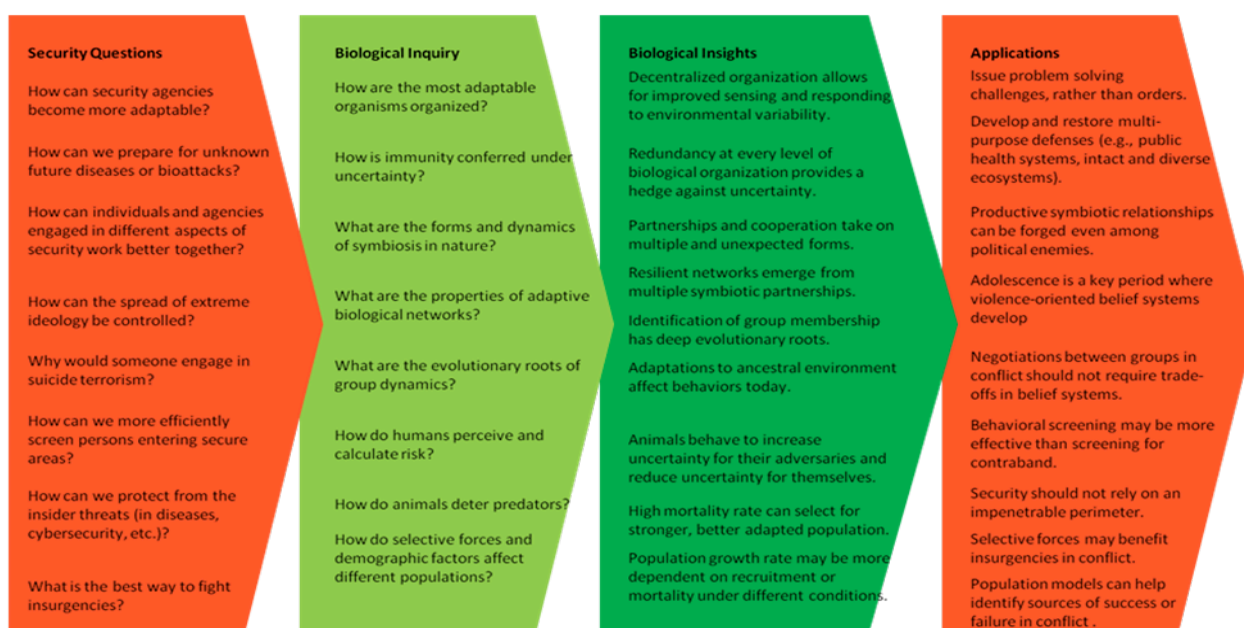 Security Questions
How can security agencies
become more adaptable?
How can we prepare for unknown
future diseases or bioattacks?
How can individuals and agencies
engaged in different aspects of
security work better together?
How can the spread of extreme
ideology be controlled?
Why would someone engage in
suicide terrorism?
How can we more efficiently
screen persons entering secure
areas?
How can we protect from the
insider threats (in diseases,
cybersecurity, etc.)?
What is the best way to fight
insurgencies?
Biological Inquiry
How are the most adaptable
organisms organized?
How is immunity conferred under
uncertainty?
What are the forms and dynamics
of symbiosis in nature?
What are the properties of adaptive
biological networks?
What are the evolutionary roots of
group dynamics?
How do humans perceive and
calculate risk?
How do animals deter predators?
How do selective forces and
demographic factors affect
different populations?
Biological Insights
Decentralized organization allows
for improved sensing and responding
to environmental variability.
Redundancy at every level of
biological organization provides a
hedge against uncertainty.
Partnerships and cooperation take on
multiple and unexpected forms.
Resilient networks emerge from
multiple symbiotic partnerships.
Identification of group membership
has deep evolutionary roots.
Adaptations to ancestral environment
affect behaviors today.
Animals behave to increase
uncertainty for their adversaries and
reduce uncertainty for themselves.
High mortality rate can select for
stronger, better adapted population.
Population growth rate may be more
dependent on recruitment or
mortality under different conditions.
Applications
Issue problem solving
challenges, rather than orders.
Develop and restore multi-
purpose defenses (e.g., public
health systems, intact and diverse
ecosystems).
Productive symbiotic relationships
can be forged even among
political enemies.
Adolescence is a key period where
violence-oriented belief systems
develop
Negotiations between groups in
conflict should not require trade-
offs in belief systems.
Behavioral screening may be more
effective than screening for
contraband.
Security should not rely on an
impenetrable perimeter.
Selective forces may benefit
insurgencies in conflict.
Population models can help
identify sources of success or
failure in conflict .